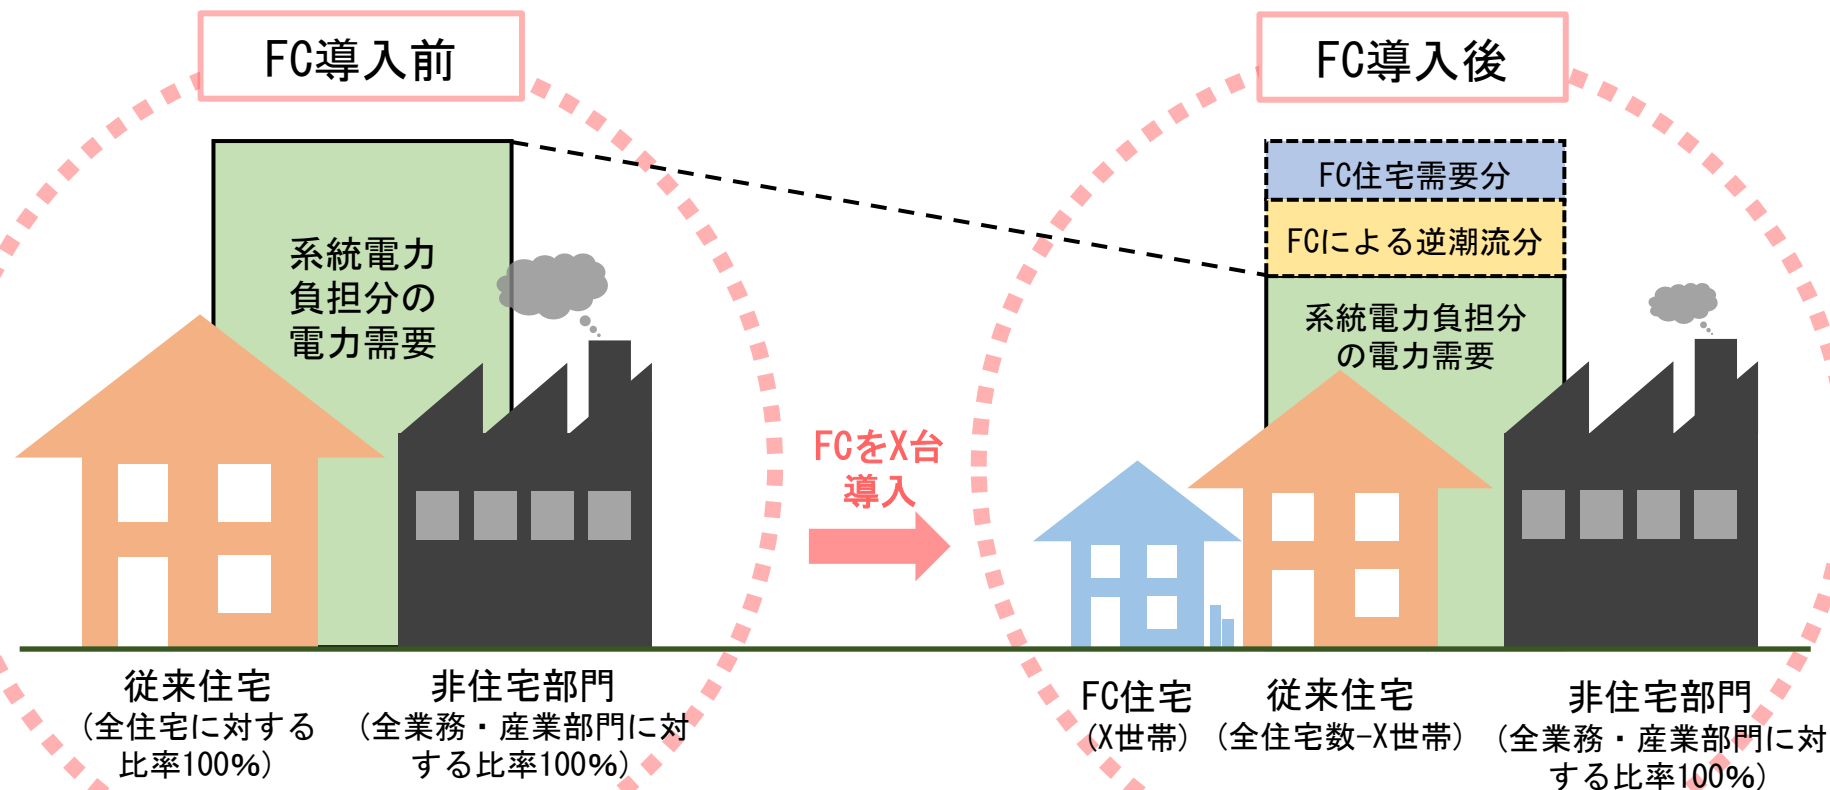 FC導入前
系統電力
負担分の
電力需要
従来住宅
(全住宅に対する
比率100%)
非住宅部門
(全業務・産業部門に対
する比率100%)
FCをX台
導入
FC導入後
FC住宅需要分
FCによる逆潮流分
系統電力負担分
の電力需要
FC住宅
(X世帯)
従来住宅
(全住宅数-X世帯)
非住宅部門
(全業務・産業部門に対
する比率100%)